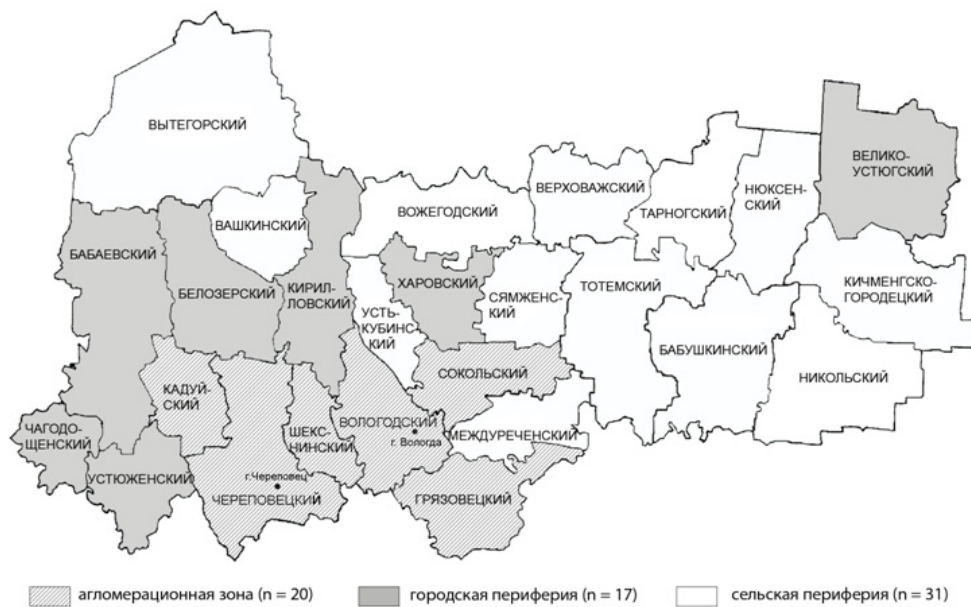 ВЫТЕГОРСКИЙ
ВЕЛИКО-
УСТЮГСКИЙ
ВЕРХОВАЖСКИЙ
НЮКСЕН-
СКИЙ
ВОЖЕГОДСКИЙ
ТАРНОГСКИЙ
ВАШКИНСКИЙ
БАБАЕВСКИЙ
БЕЛОЗЕРСКИЙ
КИРИЛ-
ЛОВСКИЙ
ХАРОВСКИЙ
СЯМЖЕН-
СКИЙ
ТОТЕМСКИЙ
КИЧМЕНГСКО-
ГОРОДЕЦКИЙ
УСТЬ-
КУБИНС-
КИЙ
БАБУШКИНСКИЙ
НИКОЛЬСКИЙ
СОКОЛЬСКИЙ
КАДУЙ-
СКИЙ
ЧАГОДО-
ЩЕНСКИЙ
ШЕКС-
НИНСКИЙ
ВОЛОГОДСКИЙ
г. Вологда
МЕЖДУРЕЧЕНСКИЙ
УСТЮЖЕНСКИЙ
г.Череповец
ЧЕРЕПОВЕЦКИЙ
ГРЯЗОВЕЦКИЙ
агломерационная зона (n = 20)
городская периферия (n = 17)
сельская периферия (n = 31)